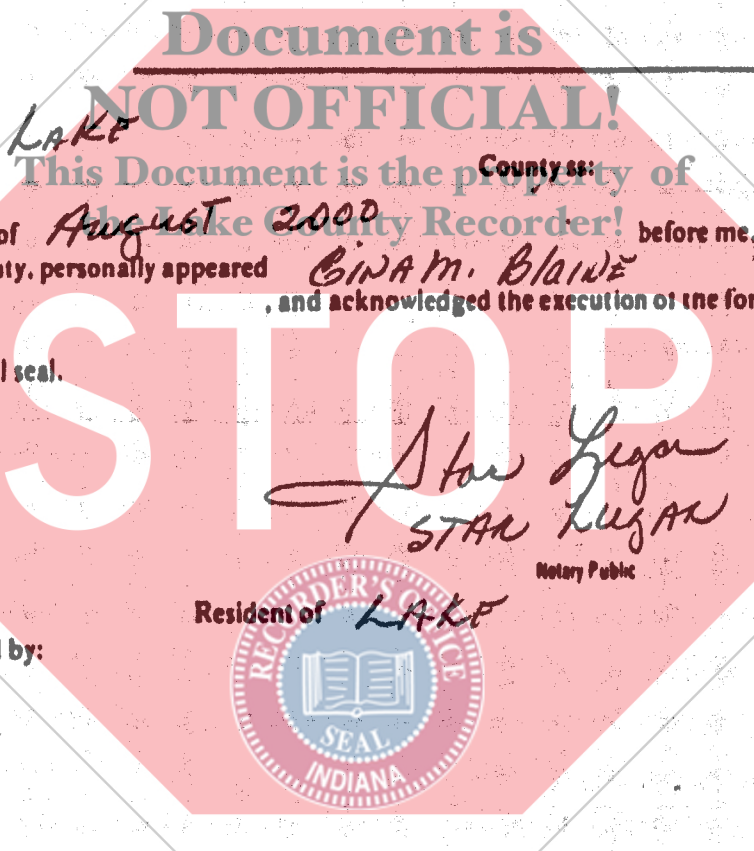 Document is
NOT OFFICIAL!
LAKE
This Document is the property of
County ss:
the Lake County Recorder!
of August 2000 before me,
nty, personally appeared GINA M. Blaine
, and acknowledged the execution of the for
l seal.
STOP
Star Lugar
STAR LUGAR
Notary Public
Resident of LAKE
l by:
RECORDER'S OFFICE
SEAL
INDIANA